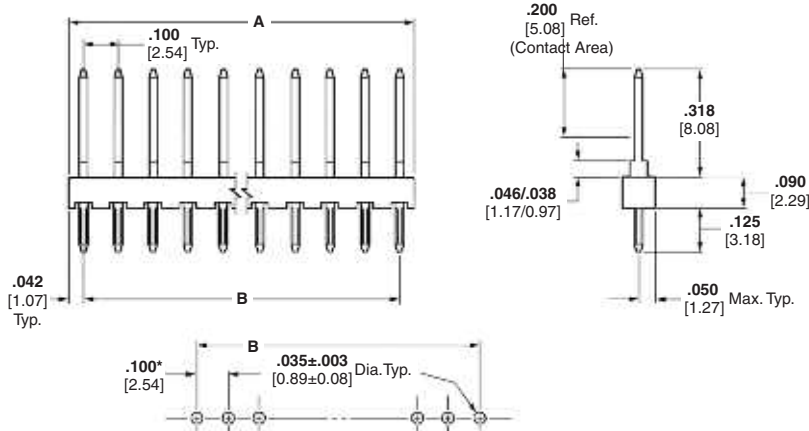 A
.100 Typ.
[2.54]
.200 Ref.
[5.08]
(Contact Area)
.318
[8.08]
.046/.038
[1.17/0.97]
.090
[2.29]
.125
[3.18]
.042
[1.07]
Typ.
B
.050 Max. Typ.
[1.27]
B
.100*
[2.54]
.035±.003 Dia.Typ.
[0.89±0.08]